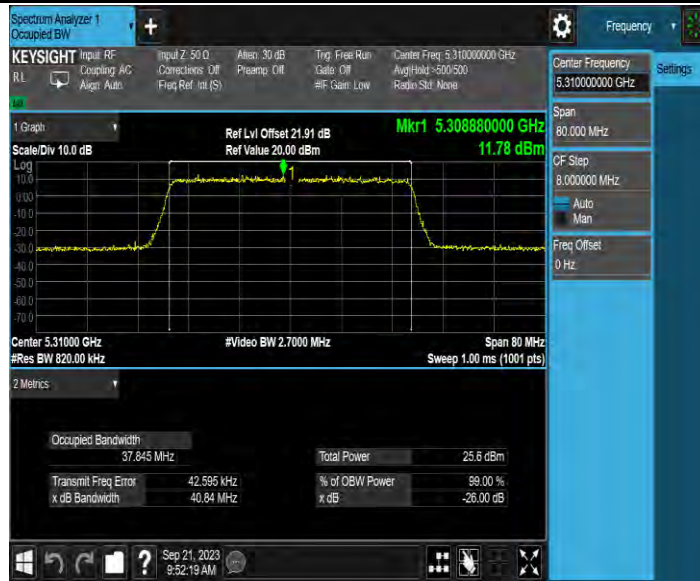 Spectrum Analyzer 1
Occupied BW
+
Frequency
KEYSIGHT
RL
Input: RF
Coupling: AC
Align: Auto
Input Z: 50 Ω
Corrections: Off
Freq Ref: Int (S)
Atten: 30 dB
Preamp: Off
Trig: Free Run
Gate: Off
#IF Gain: Low
Center Freq: 5.310000000 GHz
Avg|Hold:>500/500
Radio Std: None
Center Frequency
5.310000000 GHz
Settings
Span
80.000 MHz
CF Step
8.000000 MHz
Auto
Man
Freq Offset
0 Hz
1 Graph
Scale/Div 10.0 dB
Ref Lvl Offset 21.91 dB
Ref Value 20.00 dBm
Mkr1 5.308880000 GHz
11.78 dBm
Log
10.0
0.00
-10.0
-20.0
-30.0
-40.0
-50.0
-60.0
-70.0
1
Center 5.31000 GHz
#Res BW 820.00 kHz
#Video BW 2.7000 MHz
Span 80 MHz
Sweep 1.00 ms (1001 pts)
2 Metrics
Occupied Bandwidth
37.845 MHz
Total Power 25.6 dBm
Transmit Freq Error 42.595 kHz
% of OBW Power 99.00 %
x dB Bandwidth 40.84 MHz
x dB -26.00 dB
?
Sep 21, 2023
9:52:19 AM